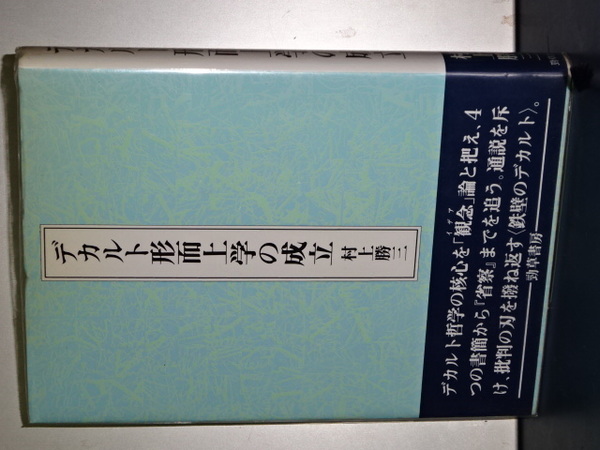 デカルト形而上学の成立
村上勝三
デカルト哲学の核心を「観念」論と把え、4
イデア
つの書簡から『省察』までを追う。通説を斥
け、批判の刃を撥ね返す〈鉄壁のデカルト〉。
勁草書房